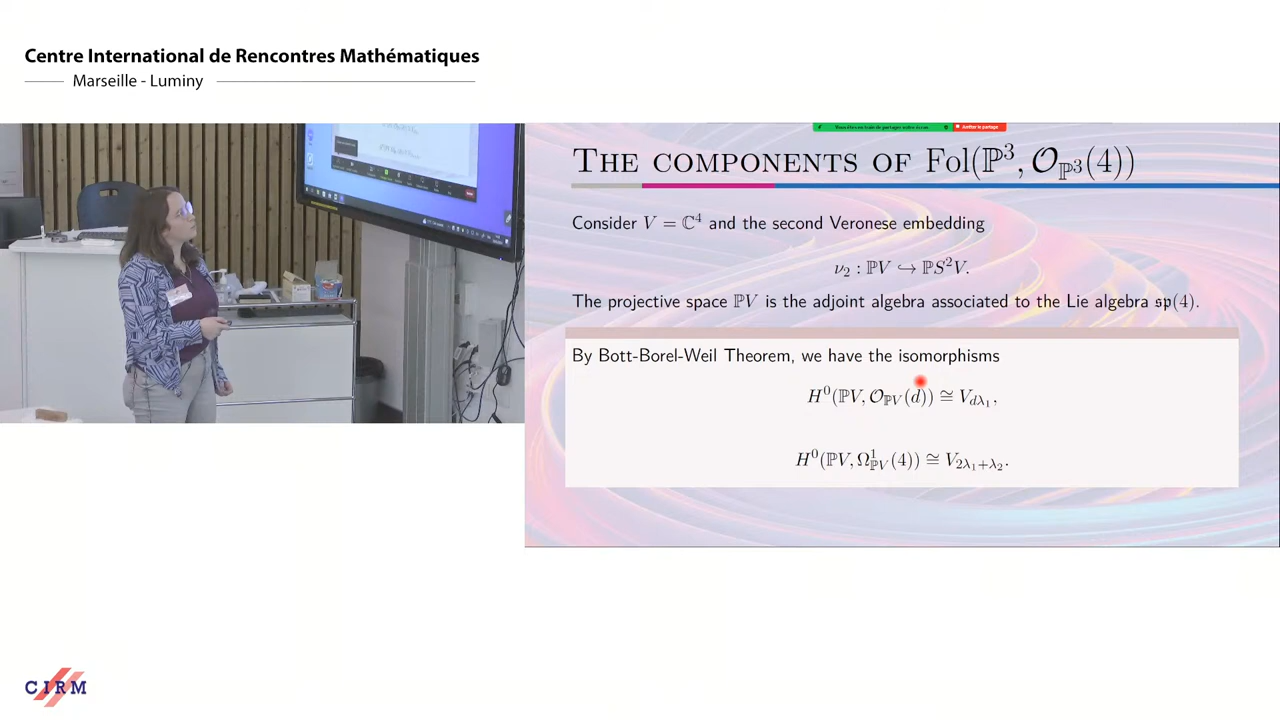 Centre International de Rencontres Mathématiques
Marseille - Luminy
THE COMPONENTS OF Fol(ℙ³, 𝒪_ℙ³(4))
Consider V = ℂ⁴ and the second Veronese embedding
ν₂ : ℙV ↪ ℙS²V.
The projective space ℙV is the adjoint algebra associated to the Lie algebra 𝔰𝔭(4).
By Bott-Borel-Weil Theorem, we have the isomorphisms
H⁰(ℙV, 𝒪_ℙV(d)) ≅ V_{dλ₁},
H⁰(ℙV, Ω¹_ℙV(4)) ≅ V_{2λ₁+λ₂}.
CIRM